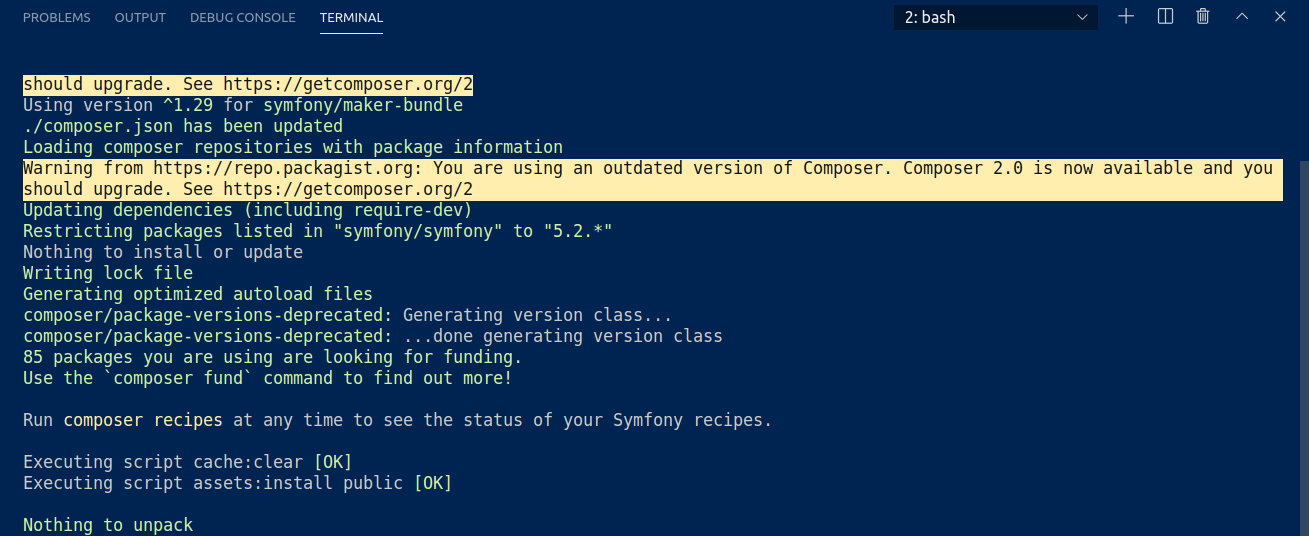 PROBLEMS OUTPUT DEBUG CONSOLE TERMINAL 2: bash
should upgrade. See https://getcomposer.org/2
Using version ^1.29 for symfony/maker-bundle
./composer.json has been updated
Loading composer repositories with package information
Warning from https://repo.packagist.org: You are using an outdated version of Composer. Composer 2.0 is now available and you
should upgrade. See https://getcomposer.org/2
Updating dependencies (including require-dev)
Restricting packages listed in "symfony/symfony" to "5.2.*"
Nothing to install or update
Writing lock file
Generating optimized autoload files
composer/package-versions-deprecated: Generating version class...
composer/package-versions-deprecated: ...done generating version class
85 packages you are using are looking for funding.
Use the `composer fund` command to find out more!
Run composer recipes at any time to see the status of your Symfony recipes.
Executing script cache:clear [OK]
Executing script assets:install public [OK]
Nothing to unpack